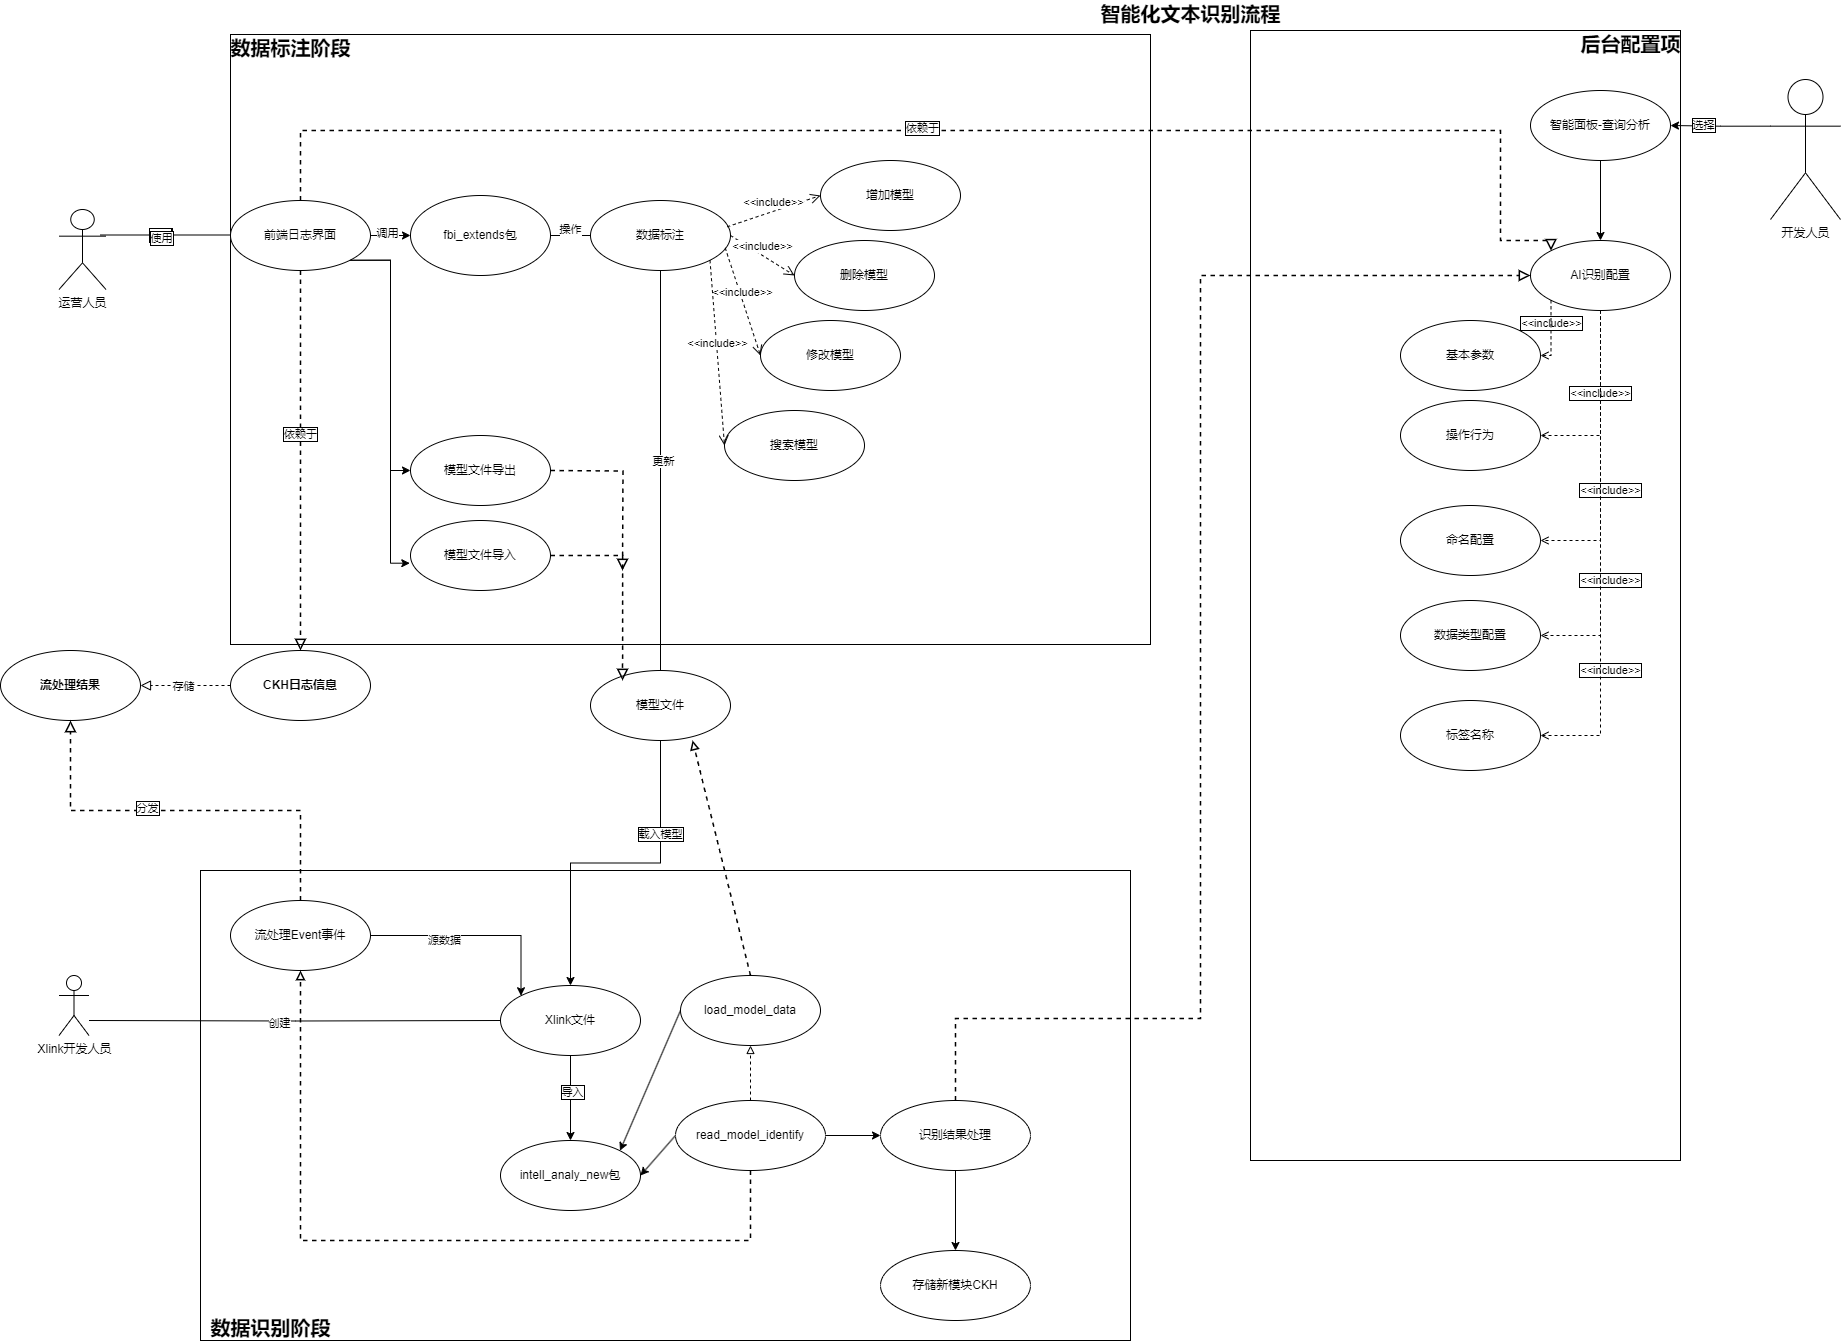 智能化文本识别流程
数据标注阶段
后台配置项
依赖于
智能面板-查询分析
选择
开发人员
增加模型
<<include>>
使用
前端日志界面
调用
fbi_extends包
操作
数据标注
<<include>>
删除模型
AI识别配置
运营人员
<<include>>
<<include>>
<<include>>
修改模型
基本参数
<<include>>
依赖于
搜索模型
操作行为
更新
模型文件导出
<<include>>
模型文件导入
命名配置
<<include>>
数据类型配置
<<include>>
流处理结果
存储
CKH日志信息
模型文件
标签名称
分发
载入模型
流处理Event事件
源数据
Xlink文件
load_model_data
创建
Xlink开发人员
导入
read_model_identify
识别结果处理
intell_analy_new包
存储新模块CKH
数据识别阶段